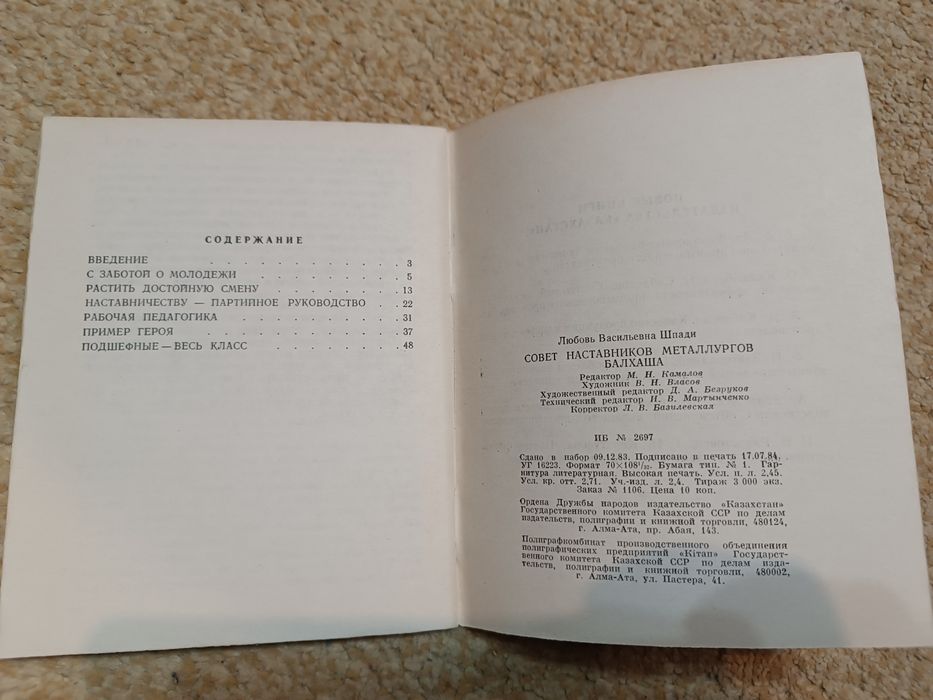 СОДЕРЖАНИЕ
ВВЕДЕНИЕ . . . . . . . . . . . 3
С ЗАБОТОЙ О МОЛОДЕЖИ . . . . . . . . 5
РАСТИТЬ ДОСТОЙНУЮ СМЕНУ . . . . . . 13
НАСТАВНИЧЕСТВУ — ПАРТИЙНОЕ РУКОВОДСТВО . . 22
РАБОЧАЯ ПЕДАГОГИКА . . . . . . . . . 31
ПРИМЕР ГЕРОЯ . . . . . . . . . . . 37
ПОДШЕФНЫЕ — ВЕСЬ КЛАСС . . . . . . . 48
Любовь Васильевна Шпади
СОВЕТ НАСТАВНИКОВ МЕТАЛЛУРГОВ
БАЛХАША
Редактор М. Н. Камалов
Художник В. Н. Власов
Художественный редактор Д. А. Безруков
Технический редактор И. В. Мартынченко
Корректор Л. В. Базилевская
ИБ № 2697
Сдано в набор 09.12.83. Подписано в печать 17.07.84.
УГ 16223. Формат 70×108¹/₃₂. Бумага тип. № 1. Гар-
нитура литературная. Высокая печать. Усл. п. л. 2,45.
Усл. кр. отт. 2,71. Уч.-изд. л. 2,4. Тираж 3 000 экз.
Заказ № 1106. Цена 10 коп.
Ордена Дружбы народов издательство «Казахстан»
Государственного комитета Казахской ССР по делам
издательств, полиграфии и книжной торговли, 480124,
г. Алма-Ата, пр. Абая, 143.
Полиграфкомбинат производственного объединения
полиграфических предприятий «Кітап» Государст-
венного комитета Казахской ССР по делам изда-
тельств, полиграфии и книжной торговли, 480002,
г. Алма-Ата, ул. Пастера, 41.